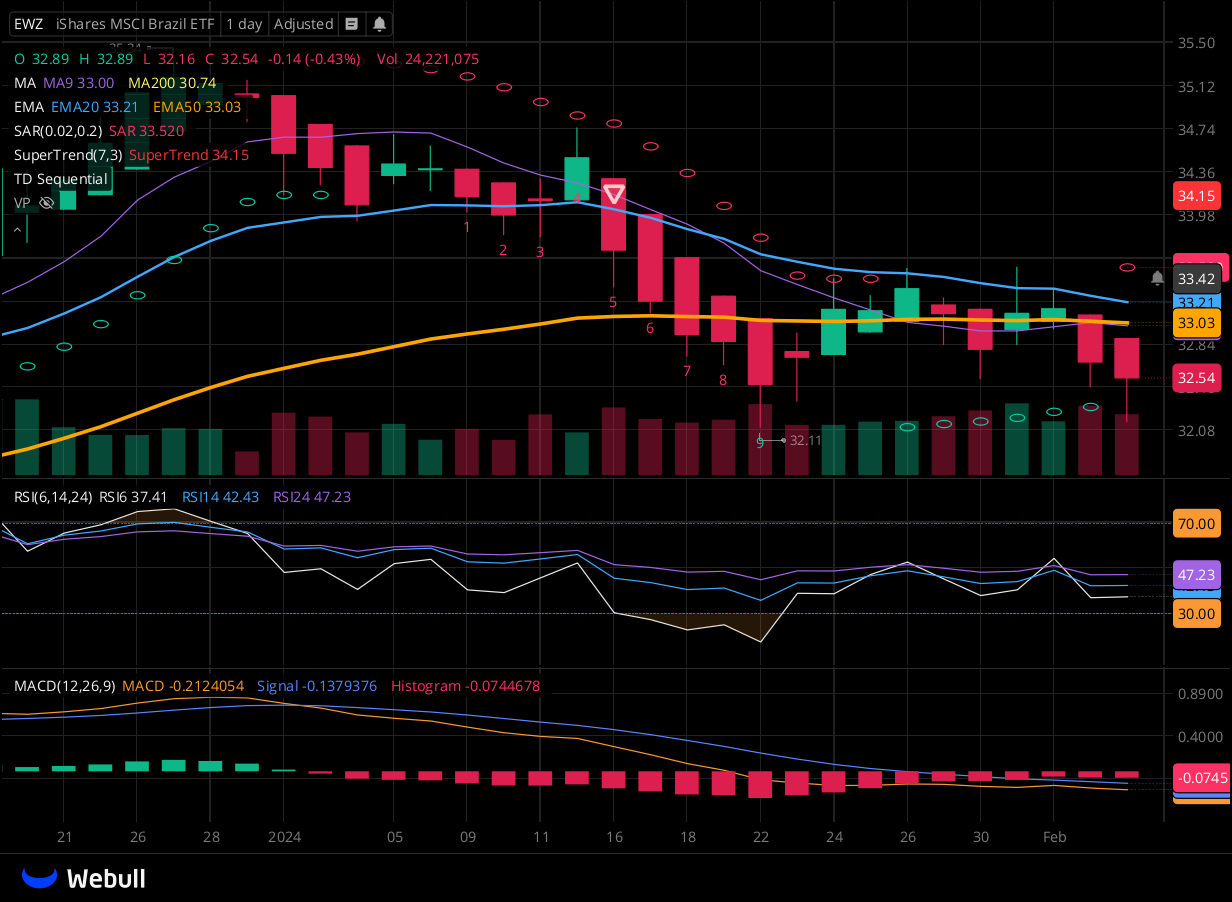 EWZ iShares MSCI Brazil ETF 1 day Adjusted
O 32.89 H 32.89 L 32.16 C 32.54 -0.14 (-0.43%) Vol 24,221,075
MA MA9 33.00 MA200 30.74
EMA EMA20 33.21 EMA50 33.03
SAR(0.02,0.2) SAR 33.520
SuperTrend(7,3) SuperTrend 34.15
TD Sequential
VP
35.50
35.12
34.74
34.36
34.15
33.98
33.42
33.21
33.03
32.84
32.54
32.08
1
2
3
5
6
7
8
9
32.11
RSI(6,14,24) RSI6 37.41 RSI14 42.43 RSI24 47.23
70.00
47.23
30.00
MACD(12,26,9) MACD -0.2124054 Signal -0.1379376 Histogram -0.0744678
0.8900
0.4000
-0.0745
21 26 28 2024 05 09 11 16 18 22 24 26 30 Feb
Webull